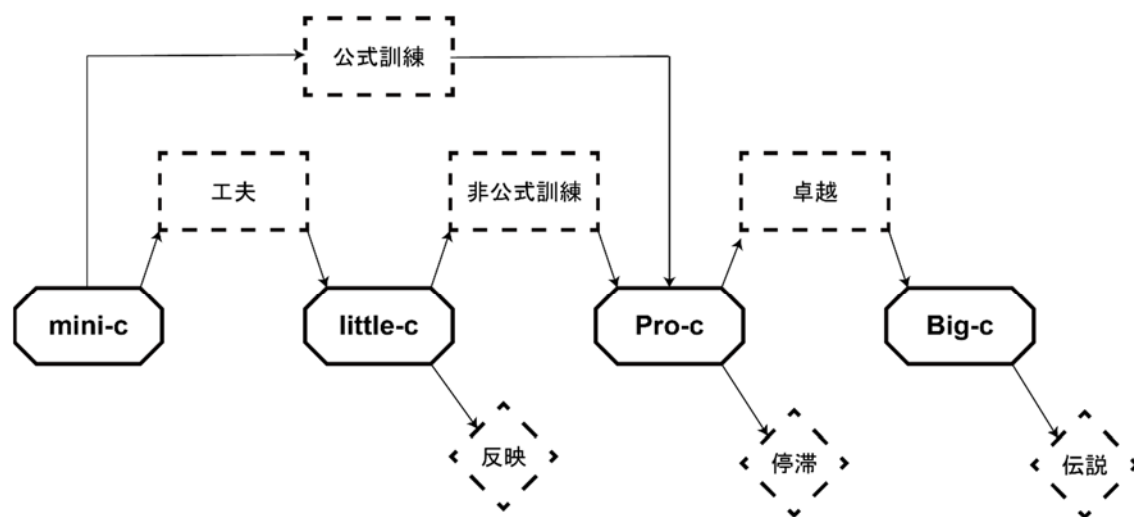 公式訓練
工夫
非公式訓練
卓越
mini-c
little-c
Pro-c
Big-c
反映
停滞
伝説